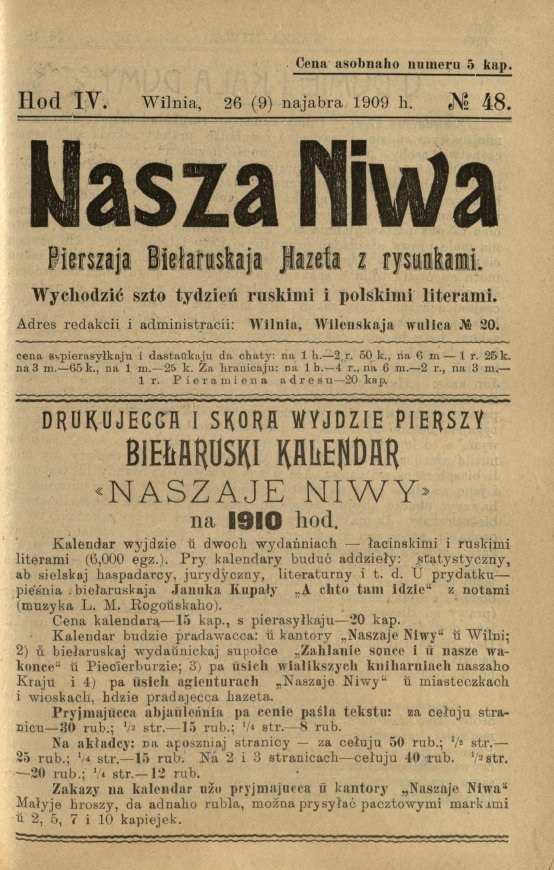 Cena asobnaho numeru 5 kap.
Hod IV. Wilnia, 26 (9) najabra 1909 h. № 48.
Nasza Niwa
Pierszaja Biełaruskaja Hazeta z rysunkami.
Wychodzić szto tydzień ruskimi i polskimi literami.
Adres redakcii i administracii: Wilnia, Wilenskaja wulica № 20.
cena s pierasyłkaju i dastaŭkaju da chaty: na 1 h.—2 r. 50 k., na 6 m — 1 r. 25 k.
na 3 m.—65 k., na 1 m.— 25 k. Za hranicaju: na 1 h.—4 r., na 6 m.—2 r., na 3 m.—
1 r. Pieramiena adresu—20 kap.
DRUKUJECCA I SKORA WYJDZIE PIERSZY
BIEŁARUSKI KALENDAR
«NASZAJE NIWY»
na 1910 hod.
Kalendar wyjdzie ŭ dwoch wydańniach — łacinskimi i ruskimi
literami (6,000 egz.). Pry kalendary buduć addzieły: statystyczny,
ab sielskaj haspadarcy, jurydyczny, literaturny i t. d. U prydatku—
pieśnia biełaruskaja Januka Kupały „A chto tam idzie“ z notami
(muzyka L. M. Rogoŭskaho).
Cena kalendara—15 kap., s pierasyłkaju—20 kap.
Kalendar budzie pradawacca: ŭ kantory „Naszaje Niwy“ ŭ Wilni;
2) ŭ biełaruskaj wydaŭnickaj supołce „Zahlanie sonce i ŭ nasze wa-
konce“ ŭ Piecierburzie; 3) pa ŭsich wialikszych kniharniach naszaho
Kraju i 4) pa ŭsich agienturach „Naszaje Niwy“ ŭ miasteczkach
i wioskach, hdzie pradajecca hazeta.
Pryjmajucca abjaŭleńnia pa cenie paśla tekstu: za cełuju stra-
nicu—30 rub.; ½ str.—15 rub.; ¼ str.—8 rub.
Na akładcy: na aposzniaj stranicy — za cełuju 50 rub.; ½ str,—
25 rub.; ¼ str.—15 rub. Na 2 i 3 stranicach—cełuju 40 rub. ½ str.
—20 rub.; ¼ str.—12 rub.
Zakazy na kalendar užo pryjmajucca ŭ kantory „Naszaje Niwa“
Małyje hroszy, da adnaho rubla, można prysyłać pacztowymi markami
ŭ 2, 5, 7 i 10 kapiejek.